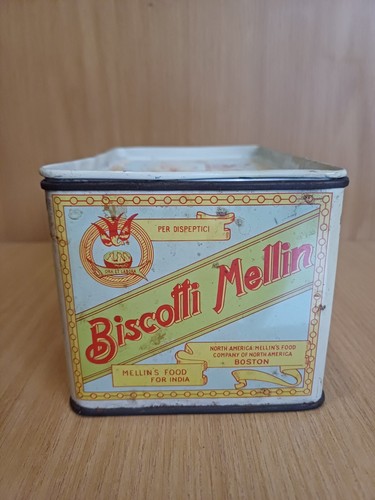 PER DISPEPTICI
Biscotti Mellin
NORTH AMERICA: MELLIN'S FOOD
COMPANY OF NORTH AMERICA
BOSTON
MELLIN'S FOOD
FOR INDIA